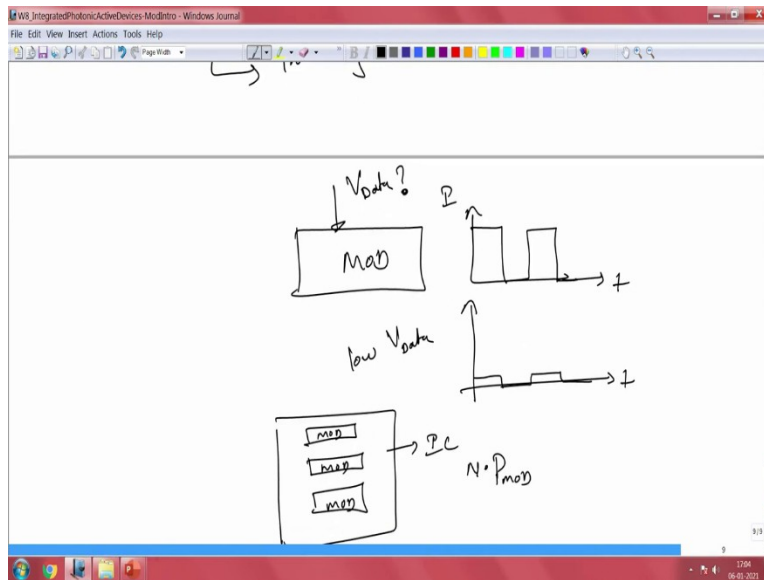 W8_IntegratedPhotonicActiveDevices-ModIntro - Windows Journal
File Edit View Insert Actions Tools Help
Page Width
B I
V_Data?
MOD
I
t
low V_Data
t
MOD
MOD
MOD
IC
N·P_MOD
9/9
9
17:04
06-01-2021